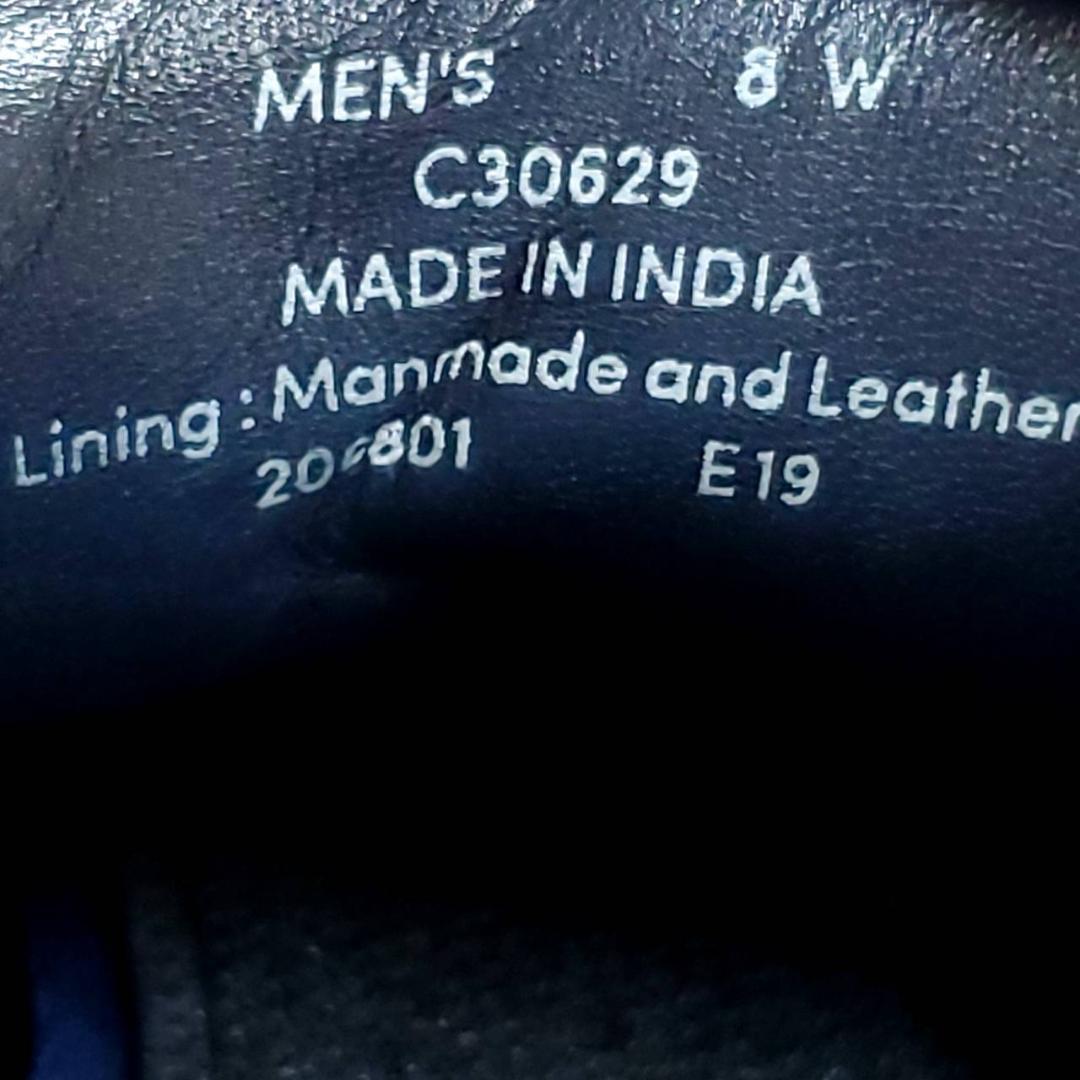 MEN'S 8 W
C30629
MADE IN INDIA
Lining : Manmade and Leather
E19